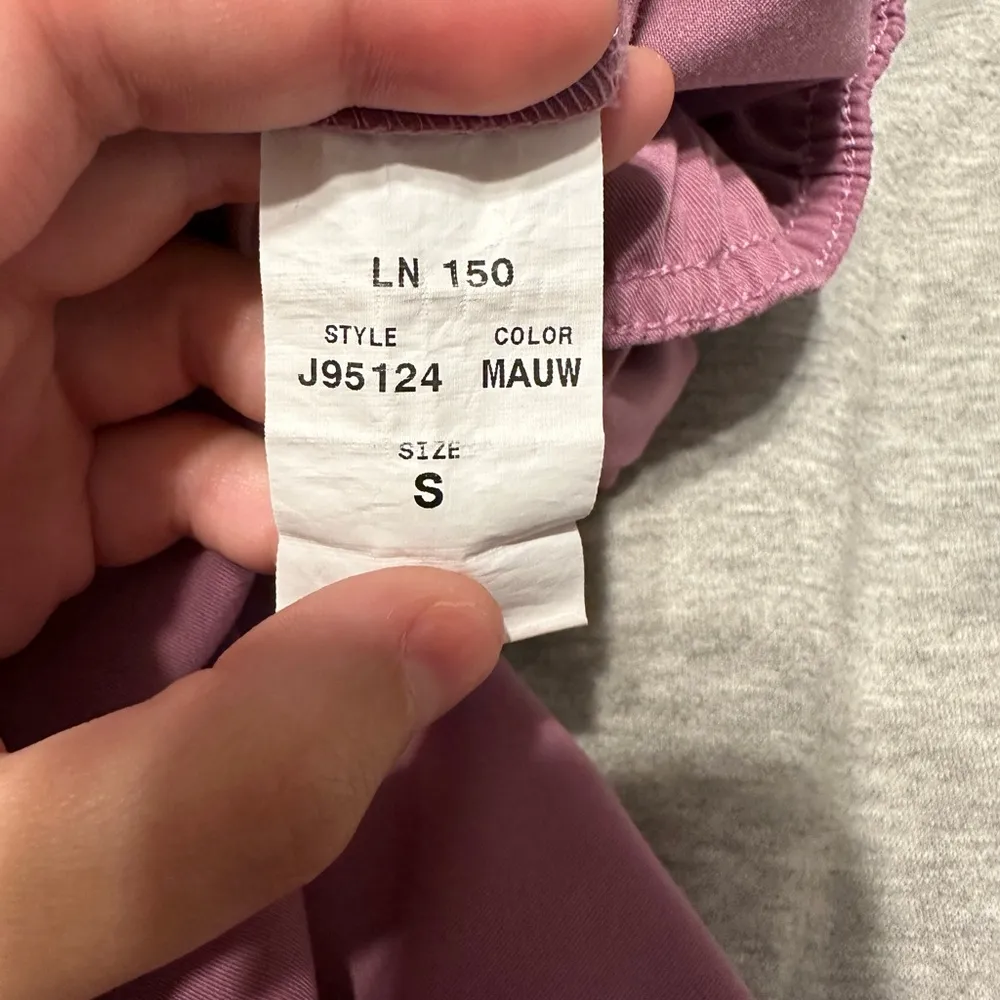 LN 150
STYLE COLOR
J95124 MAUW
SIZE
S